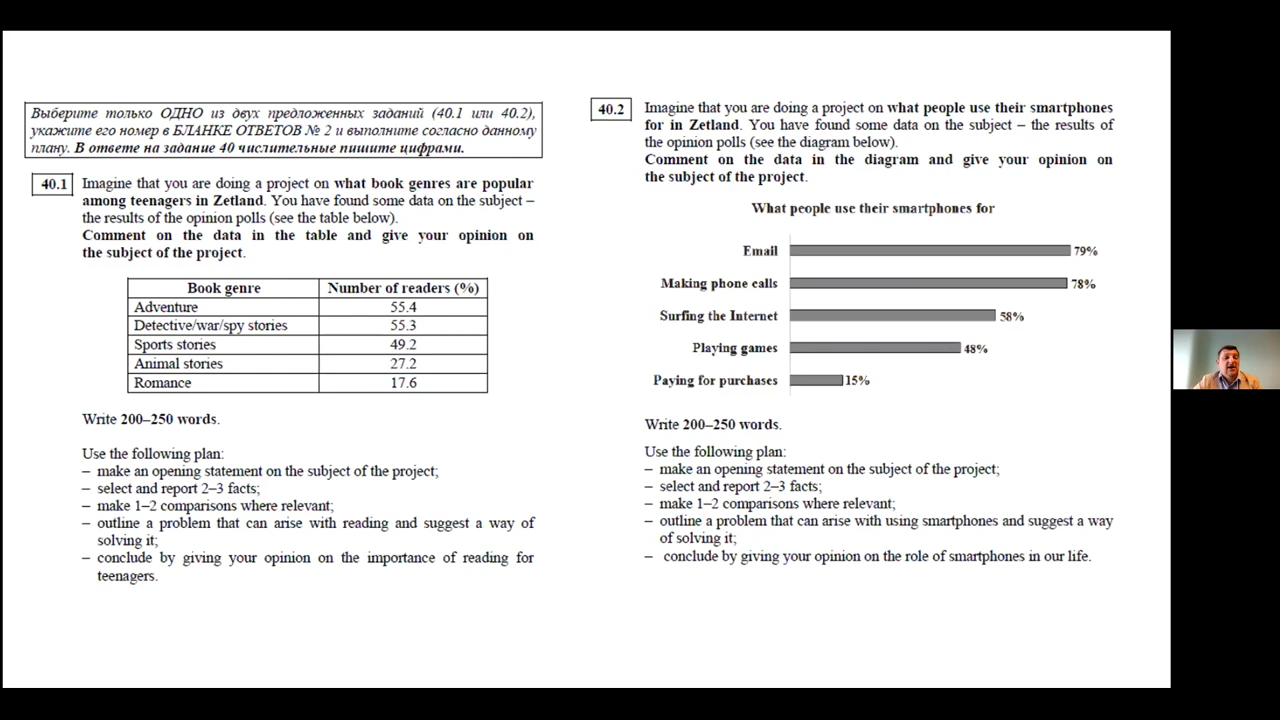 Выберите только ОДНО из двух предложенных заданий (40.1 или 40.2),
укажите его номер в БЛАНКЕ ОТВЕТОВ № 2 и выполните согласно данному
плану. В ответе на задание 40 числительные пишите цифрами.
40.1 Imagine that you are doing a project on what book genres are popular
among teenagers in Zetland. You have found some data on the subject –
the results of the opinion polls (see the table below).
Comment on the data in the table and give your opinion on
the subject of the project.
Book genre Number of readers (%)
Adventure 55.4
Detective/war/spy stories 55.3
Sports stories 49.2
Animal stories 27.2
Romance 17.6
Write 200–250 words.
Use the following plan:
– make an opening statement on the subject of the project;
– select and report 2–3 facts;
– make 1–2 comparisons where relevant;
– outline a problem that can arise with reading and suggest a way of
solving it;
– conclude by giving your opinion on the importance of reading for
teenagers.
40.2 Imagine that you are doing a project on what people use their smartphones
for in Zetland. You have found some data on the subject – the results of
the opinion polls (see the diagram below).
Comment on the data in the diagram and give your opinion on
the subject of the project.
What people use their smartphones for
Email 79%
Making phone calls 78%
Surfing the Internet 58%
Playing games 48%
Paying for purchases 15%
Write 200–250 words.
Use the following plan:
– make an opening statement on the subject of the project;
– select and report 2–3 facts;
– make 1–2 comparisons where relevant;
– outline a problem that can arise with using smartphones and suggest a way
of solving it;
– conclude by giving your opinion on the role of smartphones in our life.